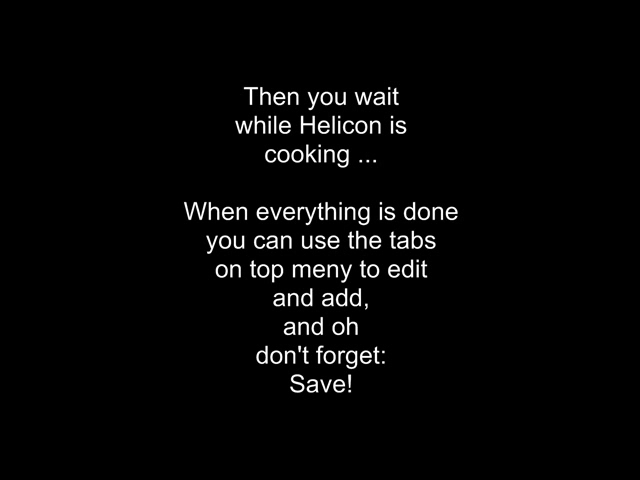 Then you wait
while Helicon is
cooking ...
When everything is done
you can use the tabs
on top meny to edit
and add,
and oh
don't forget:
Save!